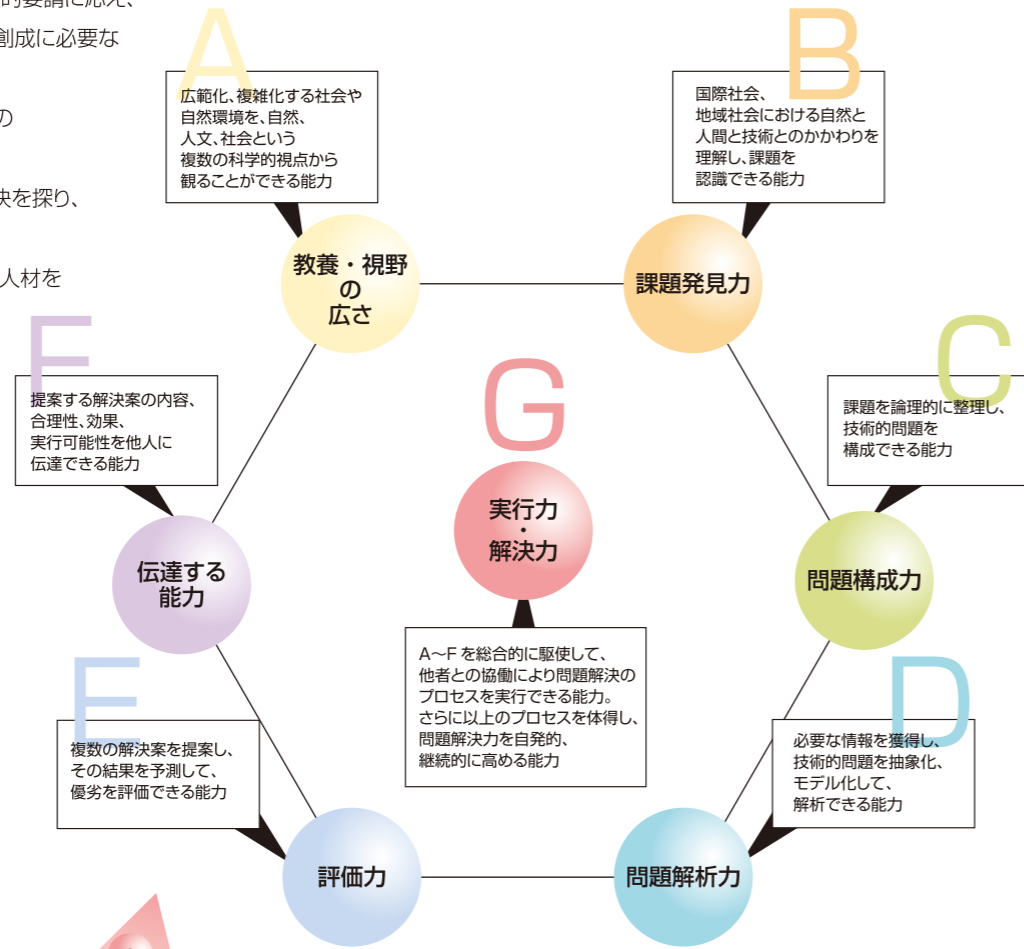 的要請に応え、
創成に必要な
の
決を探り、
人材を
A
広範化、複雑化する社会や
自然環境を、自然、
人文、社会という
複数の科学的視点から
観ることができる能力
教養・視野
の
広さ
B
国際社会、
地域社会における自然と
人間と技術とのかかわりを
理解し、課題を
認識できる能力
課題発見力
C
課題を論理的に整理し、
技術的問題を
構成できる能力
問題構成力
D
必要な情報を獲得し、
技術的問題を抽象化、
モデル化して、
解析できる能力
問題解析力
E
複数の解決案を提案し、
その結果を予測して、
優劣を評価できる能力
評価力
F
提案する解決案の内容、
合理性、効果、
実行可能性を他人に
伝達できる能力
伝達する
能力
G
実行力
・
解決力
A～F を総合的に駆使して、
他者との協働により問題解決の
プロセスを実行できる能力。
さらに以上のプロセスを体得し、
問題解決力を自発的、
継続的に高める能力